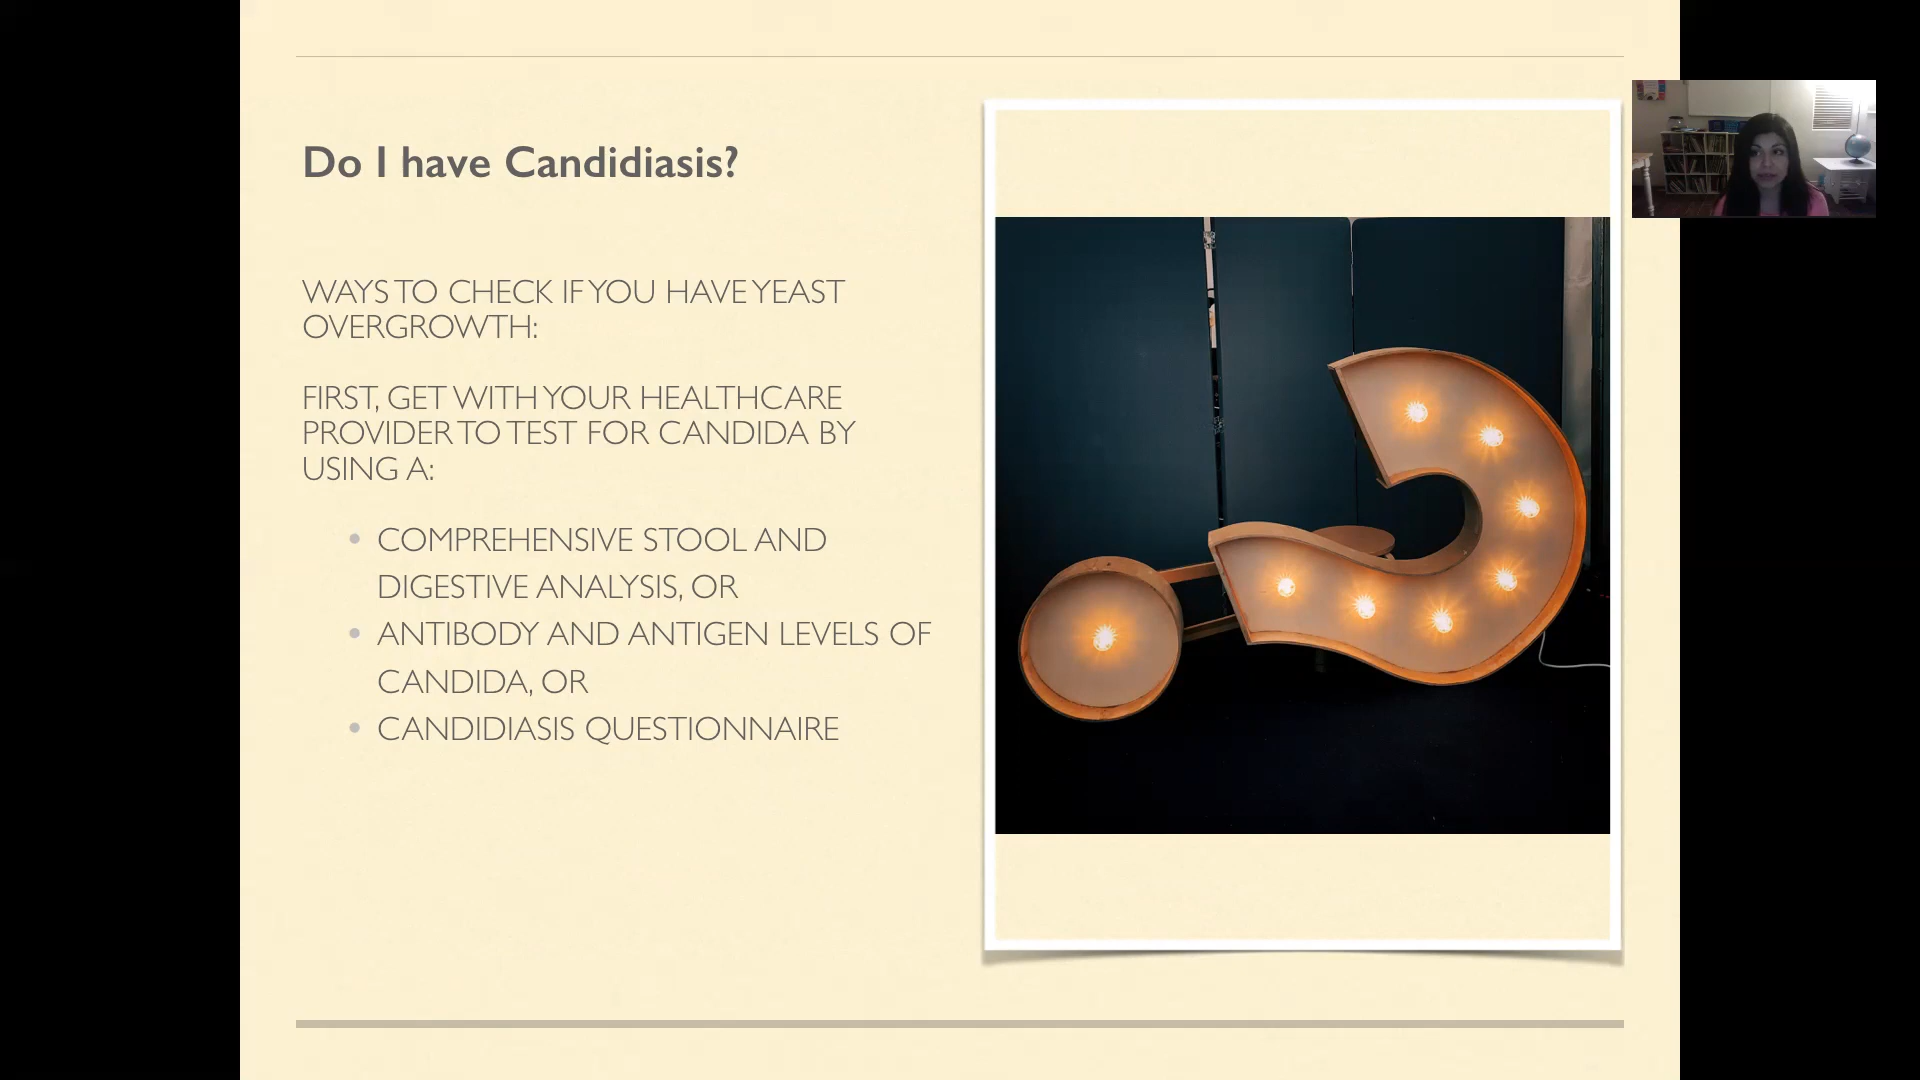 Do I have Candidiasis?
WAYS TO CHECK IF YOU HAVE YEAST
OVERGROWTH:
FIRST, GET WITH YOUR HEALTHCARE
PROVIDER TO TEST FOR CANDIDA BY
USING A:
• COMPREHENSIVE STOOL AND
DIGESTIVE ANALYSIS, OR
• ANTIBODY AND ANTIGEN LEVELS OF
CANDIDA, OR
• CANDIDIASIS QUESTIONNAIRE